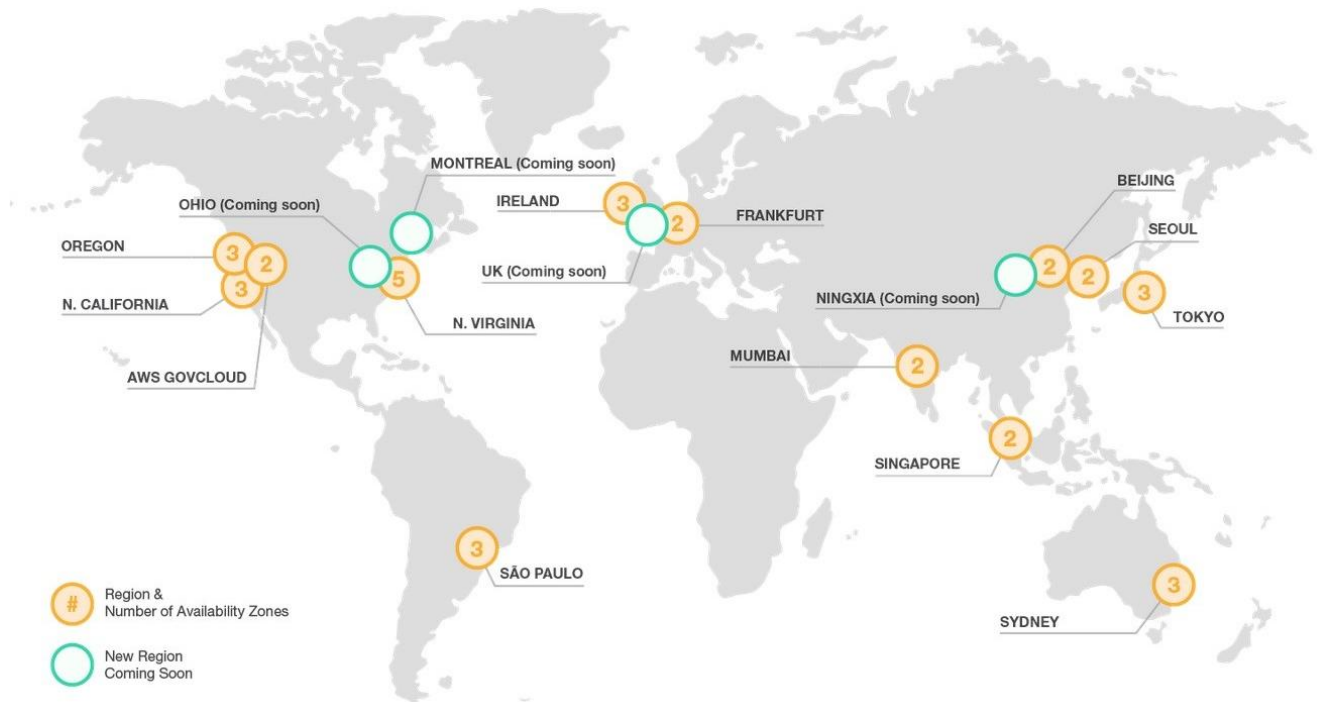 MONTREAL (Coming soon)
OHIO (Coming soon)
OREGON
N. CALIFORNIA
AWS GOVCLOUD
N. VIRGINIA
3
2
3
5
IRELAND
3
2
FRANKFURT
UK (Coming soon)
BEIJING
SEOUL
2
2
3
NINGXIA (Coming soon)
TOKYO
MUMBAI
2
2
SINGAPORE
3
SÃO PAULO
3
SYDNEY
#
Region &
Number of Availability Zones
New Region
Coming Soon